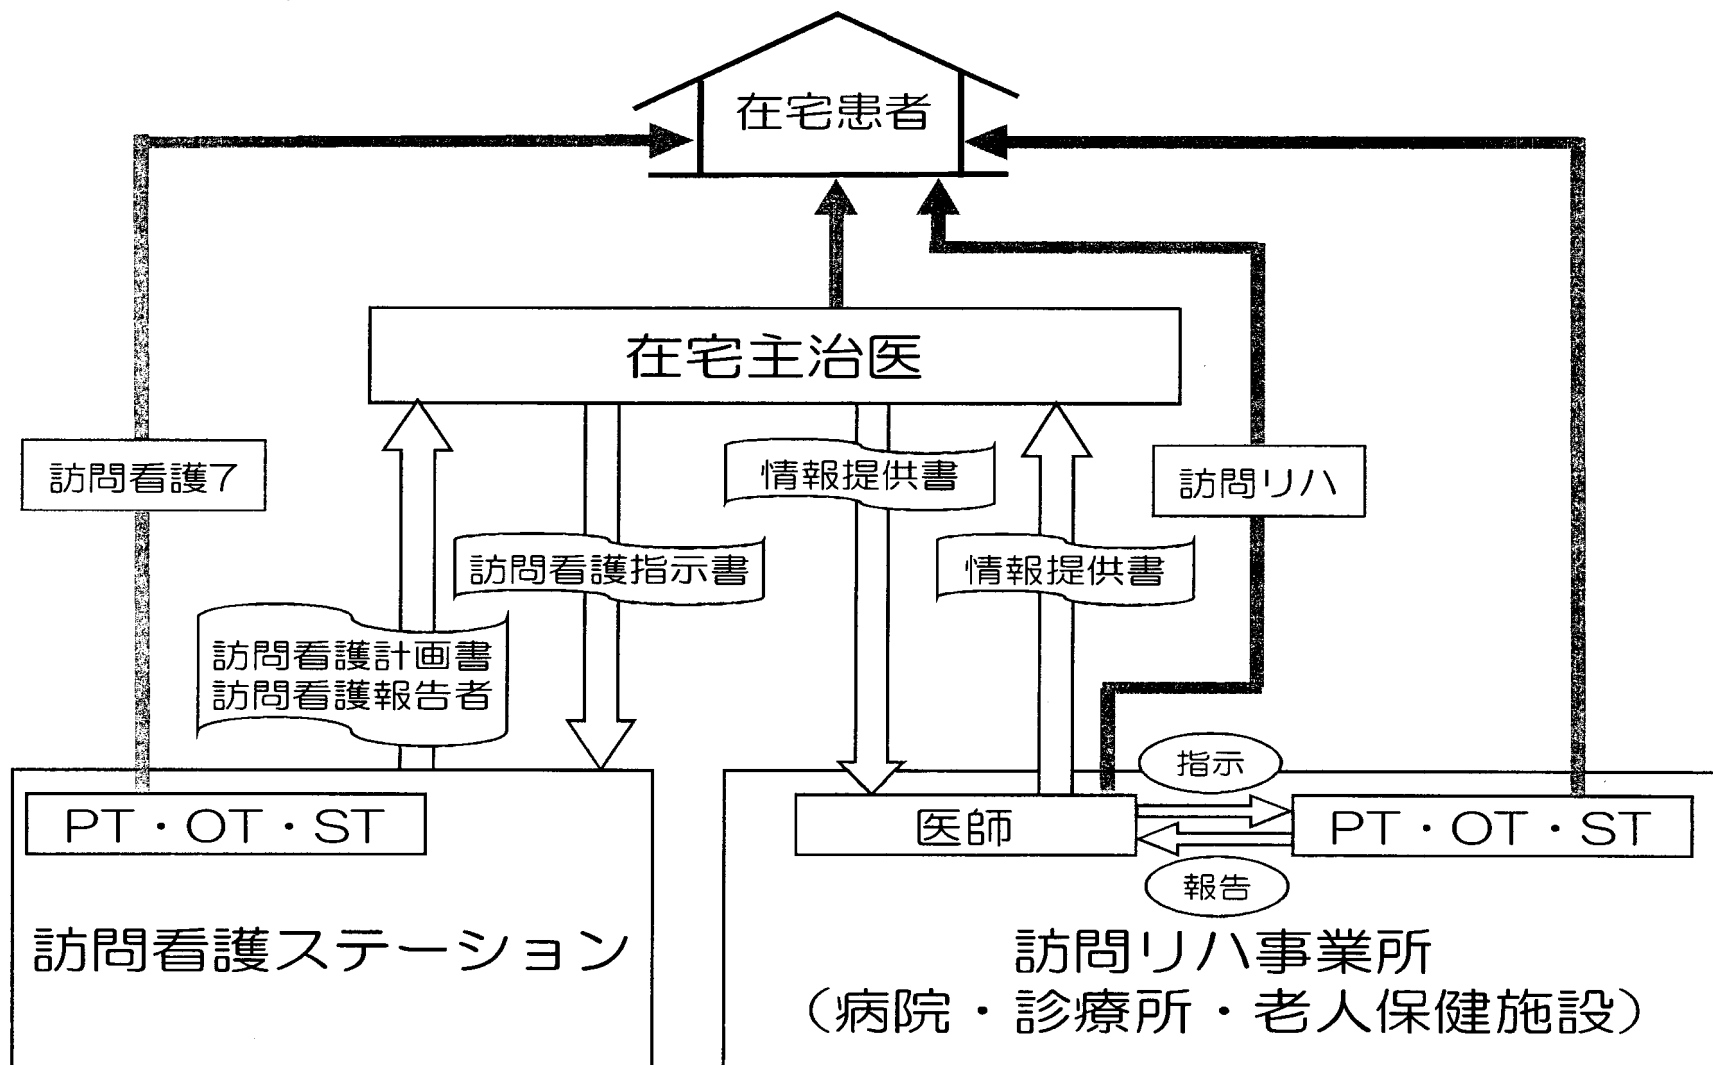 在宅患者
在宅主治医
訪問看護7
情報提供書
訪問リハ
訪問看護指示書
情報提供書
訪問看護計画書
訪問看護報告者
指示
PT・OT・ST
医師
PT・OT・ST
報告
訪問看護ステーション
訪問リハ事業所
(病院・診療所・老人保健施設)